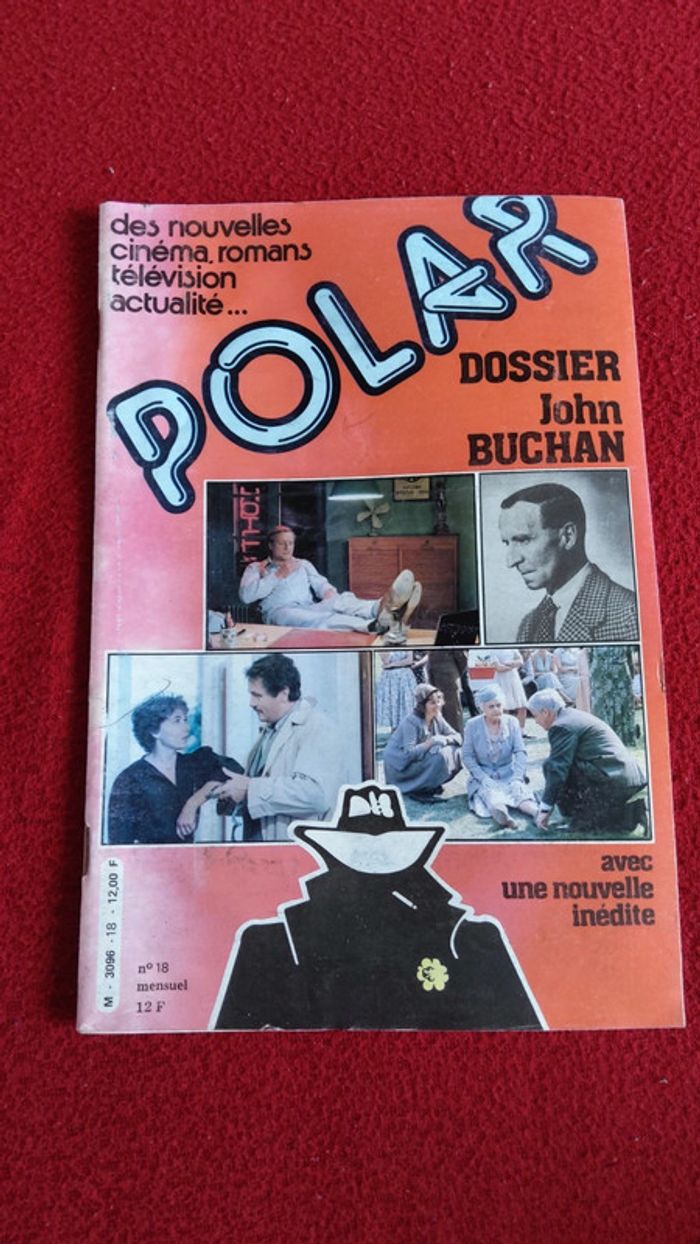 des nouvelles
cinéma, romans
télévision
actualité...
POLAR
DOSSIER
John
BUCHAN
avec
une nouvelle
inédite
nº 18
mensuel
12 F
M - 3096 - 18 - 12,00 F